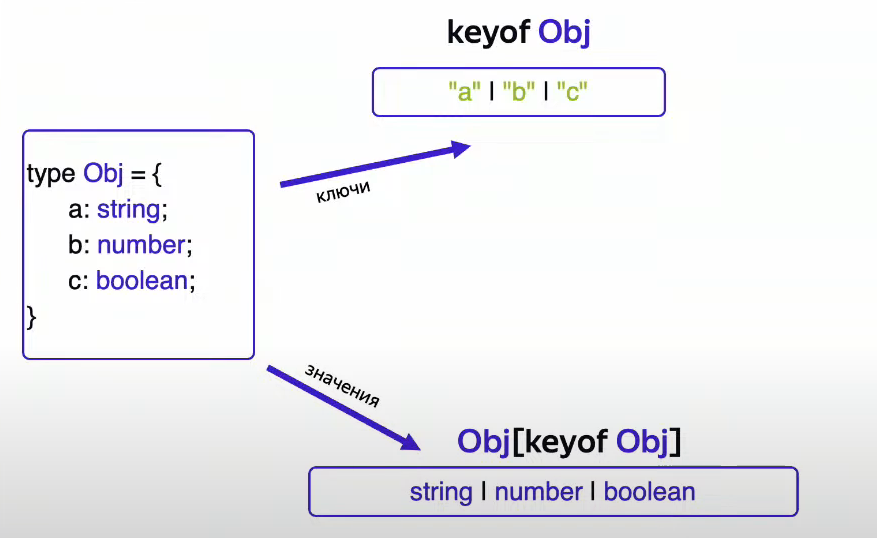 keyof Obj
"a" | "b" | "c"
type Obj = {
a: string;
b: number;
c: boolean;
}
ключи
значения
Obj[keyof Obj]
string | number | boolean